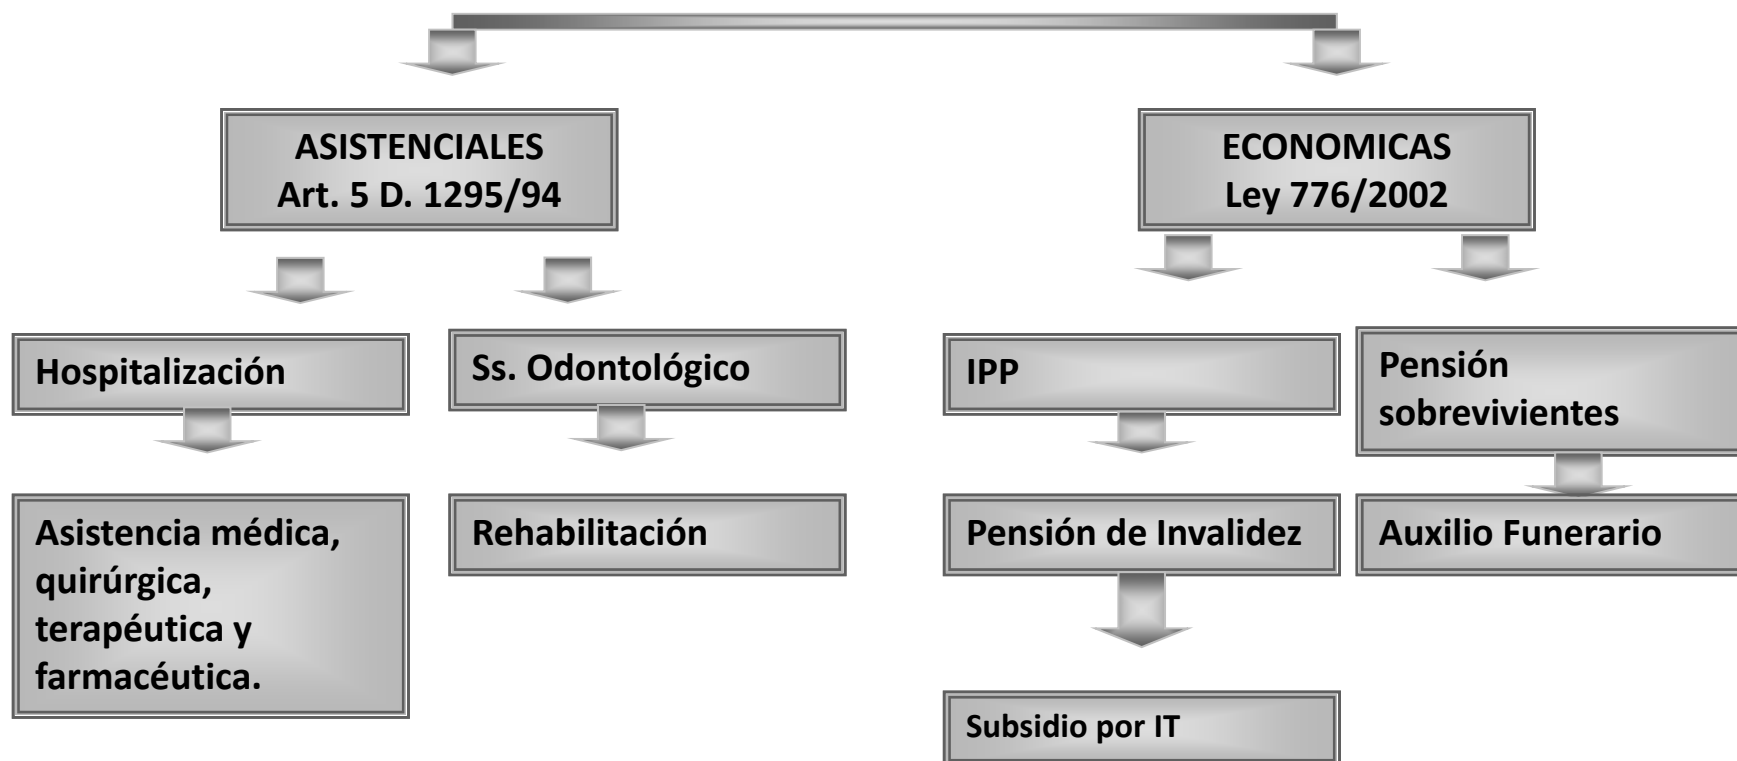 ASISTENCIALES
Art. 5 D. 1295/94
ECONOMICAS
Ley 776/2002
Hospitalización
Ss. Odontológico
IPP
Pensión
sobrevivientes
Asistencia médica,
quirúrgica,
terapéutica y
farmacéutica.
Rehabilitación
Pensión de Invalidez
Auxilio Funerario
Subsidio por IT